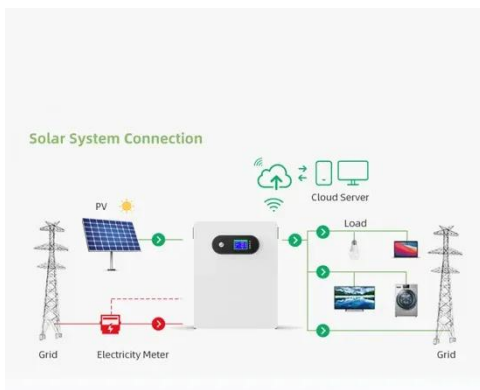 Solar System Connection
Cloud Server
PV
Load
Grid
Electricity Meter
Grid